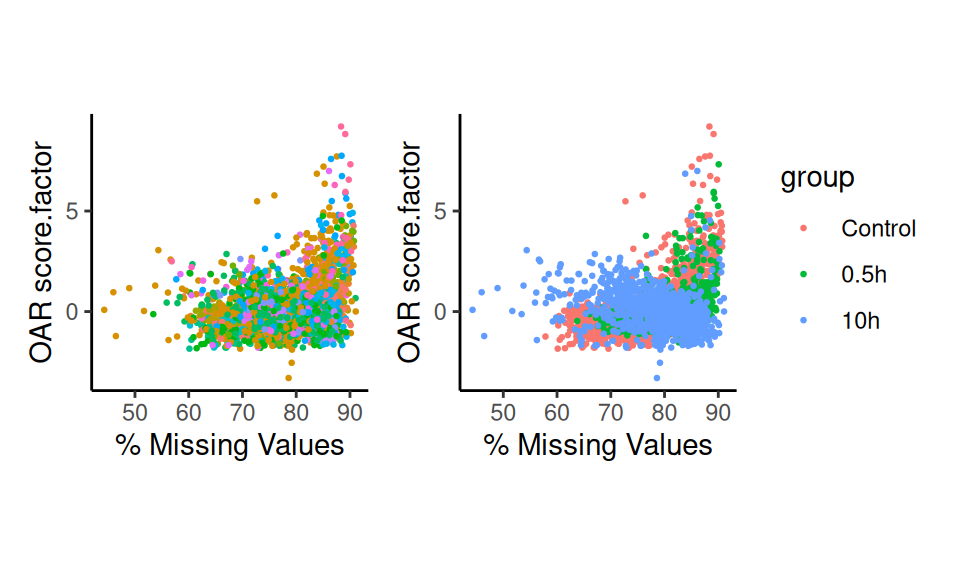 OAR score.factor
5
0
50 60 70 80 90
% Missing Values
OAR score.factor
5
0
50 60 70 80 90
% Missing Values
group
Control
0.5h
10h